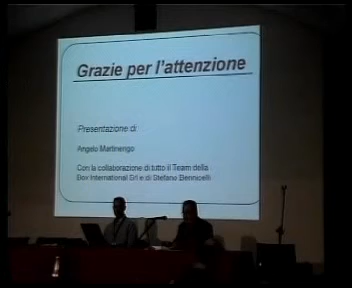 Grazie per l'attenzione
Presentazione di
Angelo Martinengo
Con la collaborazione di tutto il Team della
Box International Srl e di Stefano Bennicelli